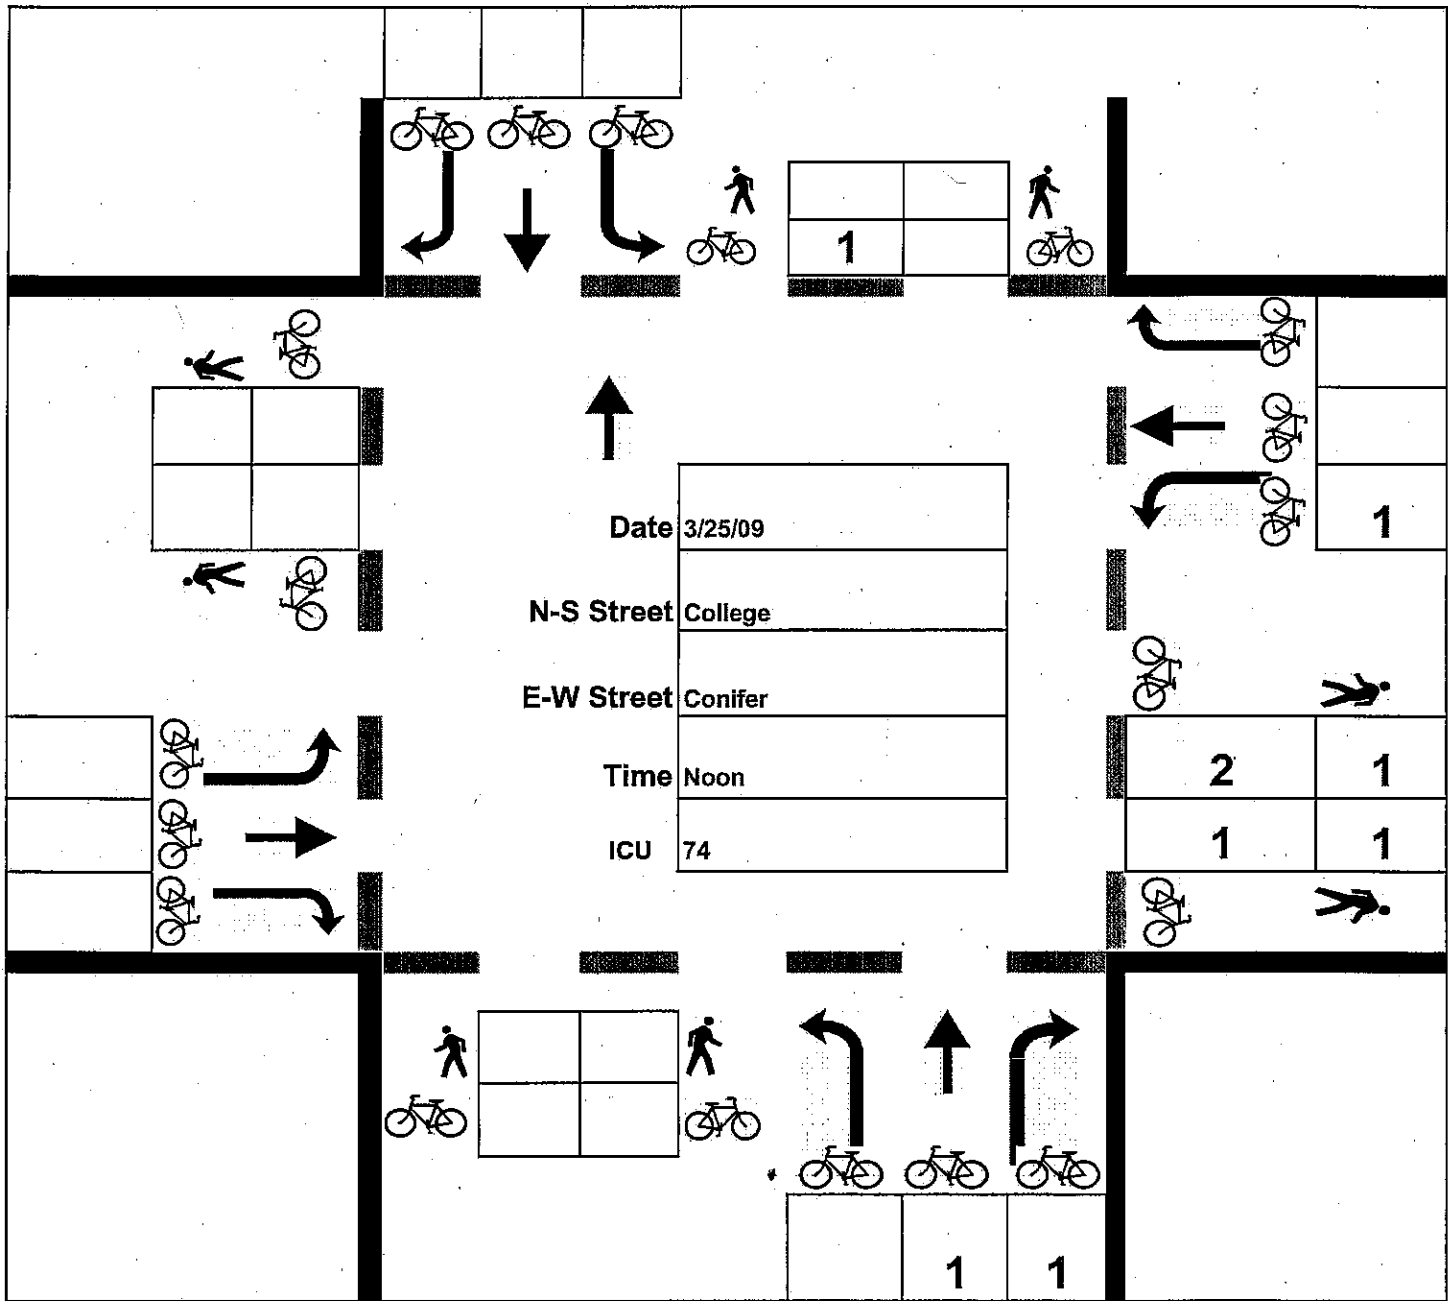 1
1
Date 3/25/09
N-S Street College
E-W Street Conifer
2 1
Time Noon
1 1
ICU 74
1 1